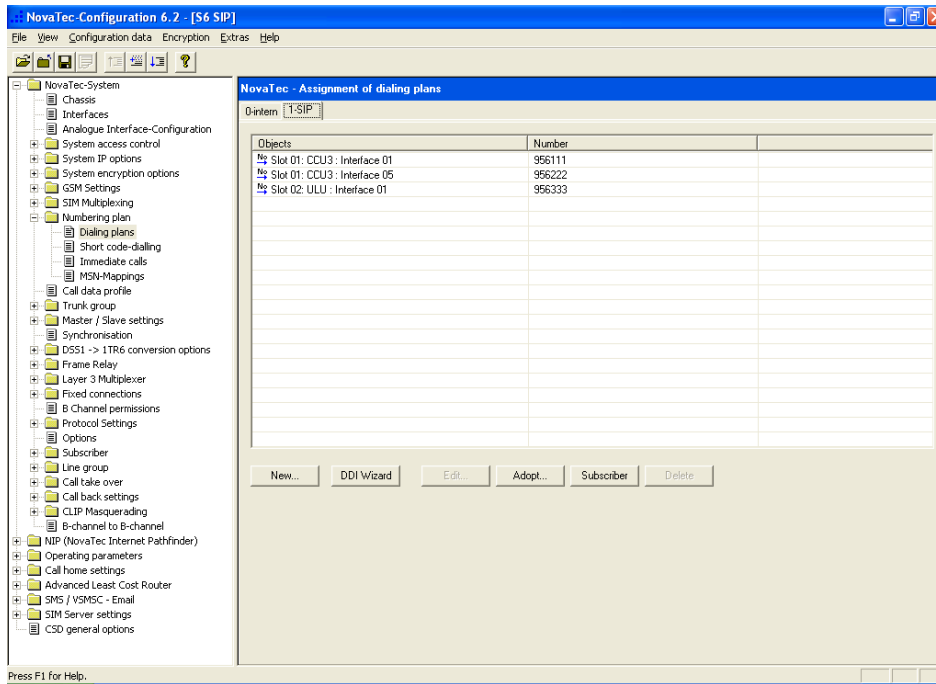 NovaTec-Configuration 6.2 - [S6 SIP]
File View Configuration data Encryption Extras Help
NovaTec-System
Chassis
Interfaces
Analogue Interface-Configuration
System access control
System IP options
System encryption options
GSM Settings
SIM Multiplexing
Numbering plan
Dialing plans
Short code-dialling
Immediate calls
MSN-Mappings
Call data profile
Trunk group
Master / Slave settings
Synchronisation
DSS1 -> 1TR6 conversion options
Frame Relay
Layer 3 Multiplexer
Fixed connections
B Channel permissions
Protocol Settings
Options
Subscriber
Line group
Call take over
Call back settings
CLIP Masquerading
B-channel to B-channel
NIP (NovaTec Internet Pathfinder)
Operating parameters
Call home settings
Advanced Least Cost Router
SMS / VSMSC - Email
SIM Server settings
CSD general options
NovaTec - Assignment of dialing plans
0-intern 1-SIP
Objects Number
No Slot 01: CCU3 : Interface 01 956111
No Slot 01: CCU3 : Interface 05 956222
No Slot 02: ULU : Interface 01 956333
New... DDI Wizard Edit... Adopt... Subscriber Delete
Press F1 for Help.